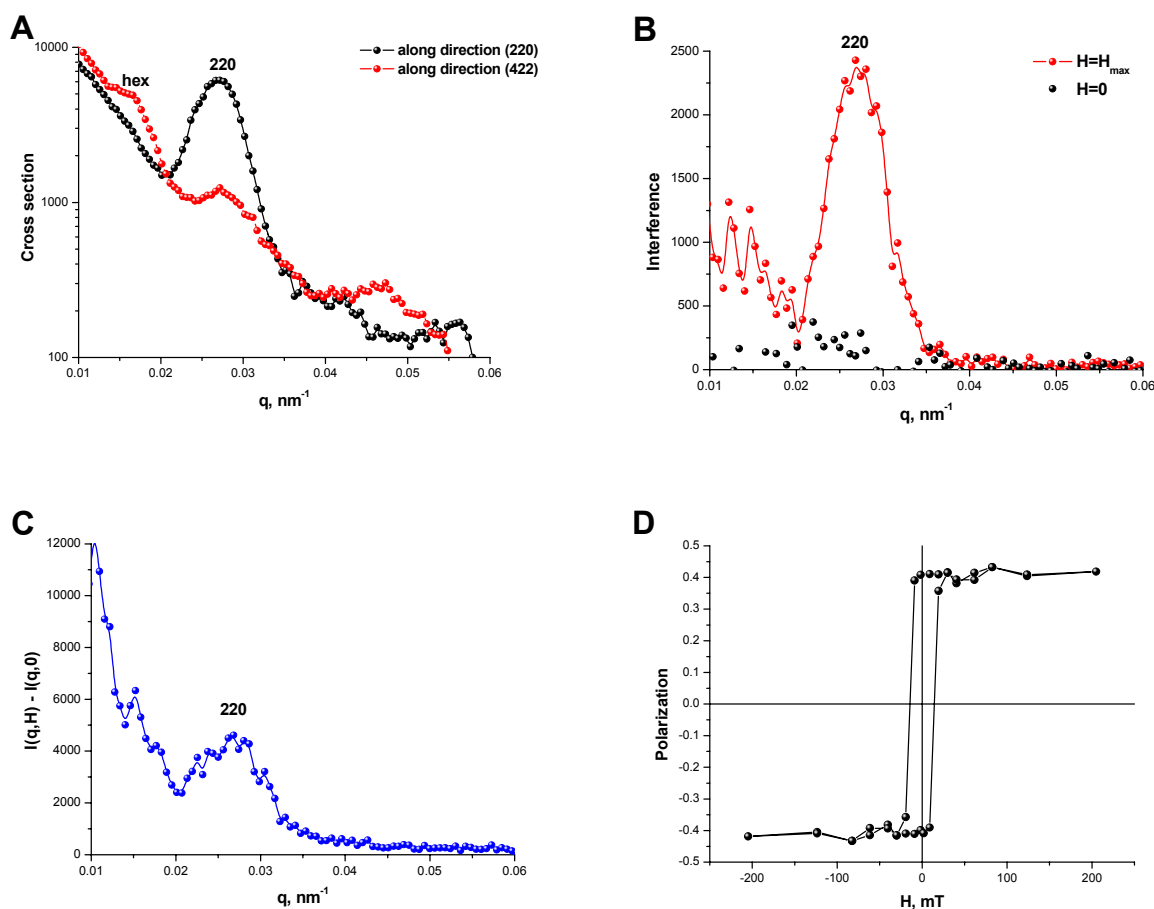 A
along direction (220)
along direction (422)
hex
220
10000
1000
100
Cross section
0.01 0.02 0.03 0.04 0.05 0.06
q, nm⁻¹
B
220
H=Hmax
H=0
2500
2000
1500
1000
500
0
Interference
0.01 0.02 0.03 0.04 0.05 0.06
q, nm⁻¹
C
220
12000
10000
8000
6000
4000
2000
0
I(q,H) - I(q,0)
0.01 0.02 0.03 0.04 0.05 0.06
q, nm⁻¹
D
0.5
0.4
0.3
0.2
0.1
0.0
-0.1
-0.2
-0.3
-0.4
-0.5
Polarization
-200 -100 0 100 200
H, mT